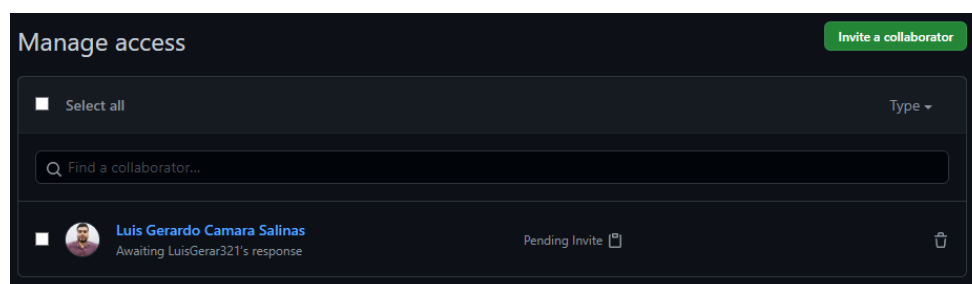 Manage access
Invite a collaborator
Select all
Type
Find a collaborator...
Luis Gerardo Camara Salinas
Awaiting LuisGerar321's response
Pending Invite